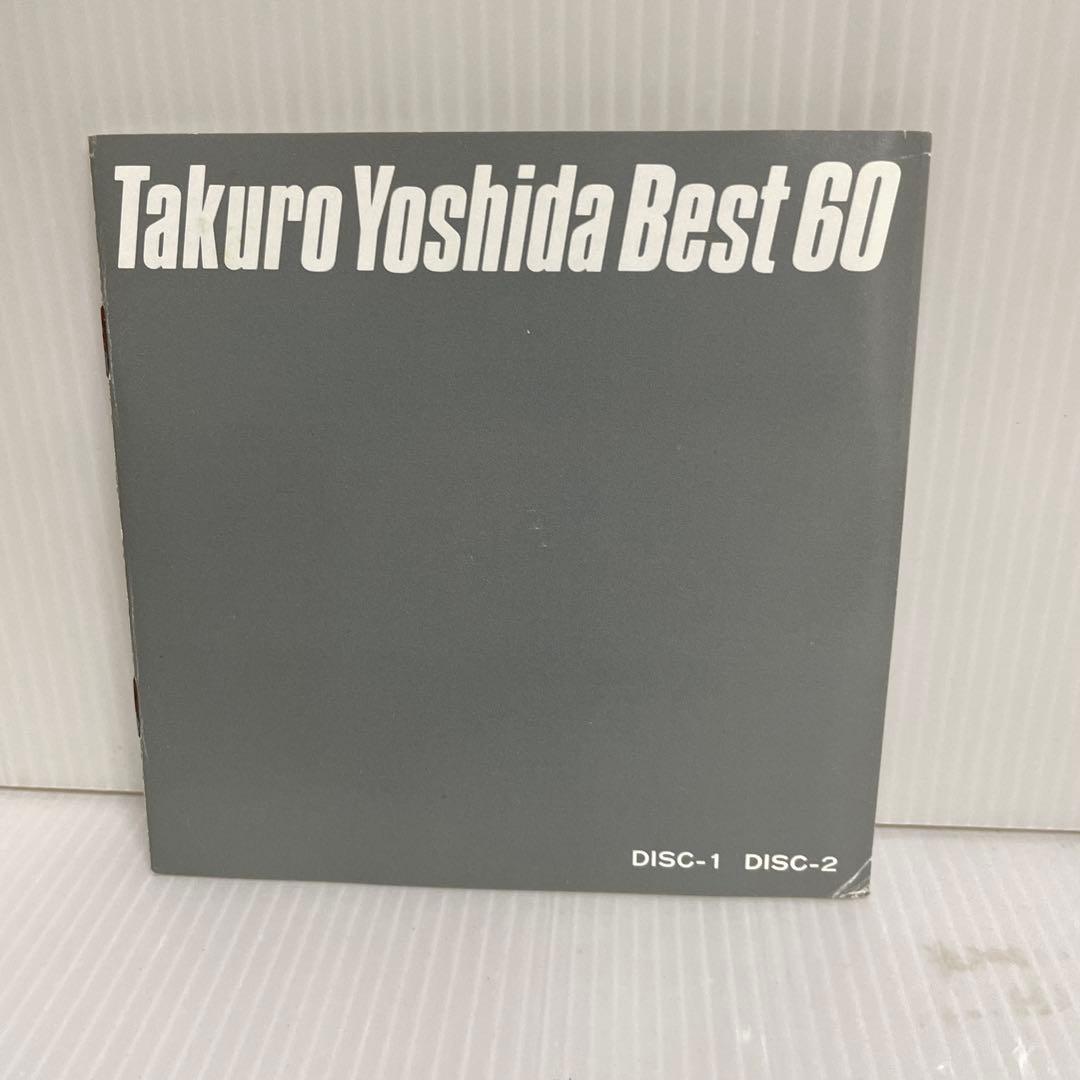 Takuro Yoshida Best 60
DISC-1 DISC-2